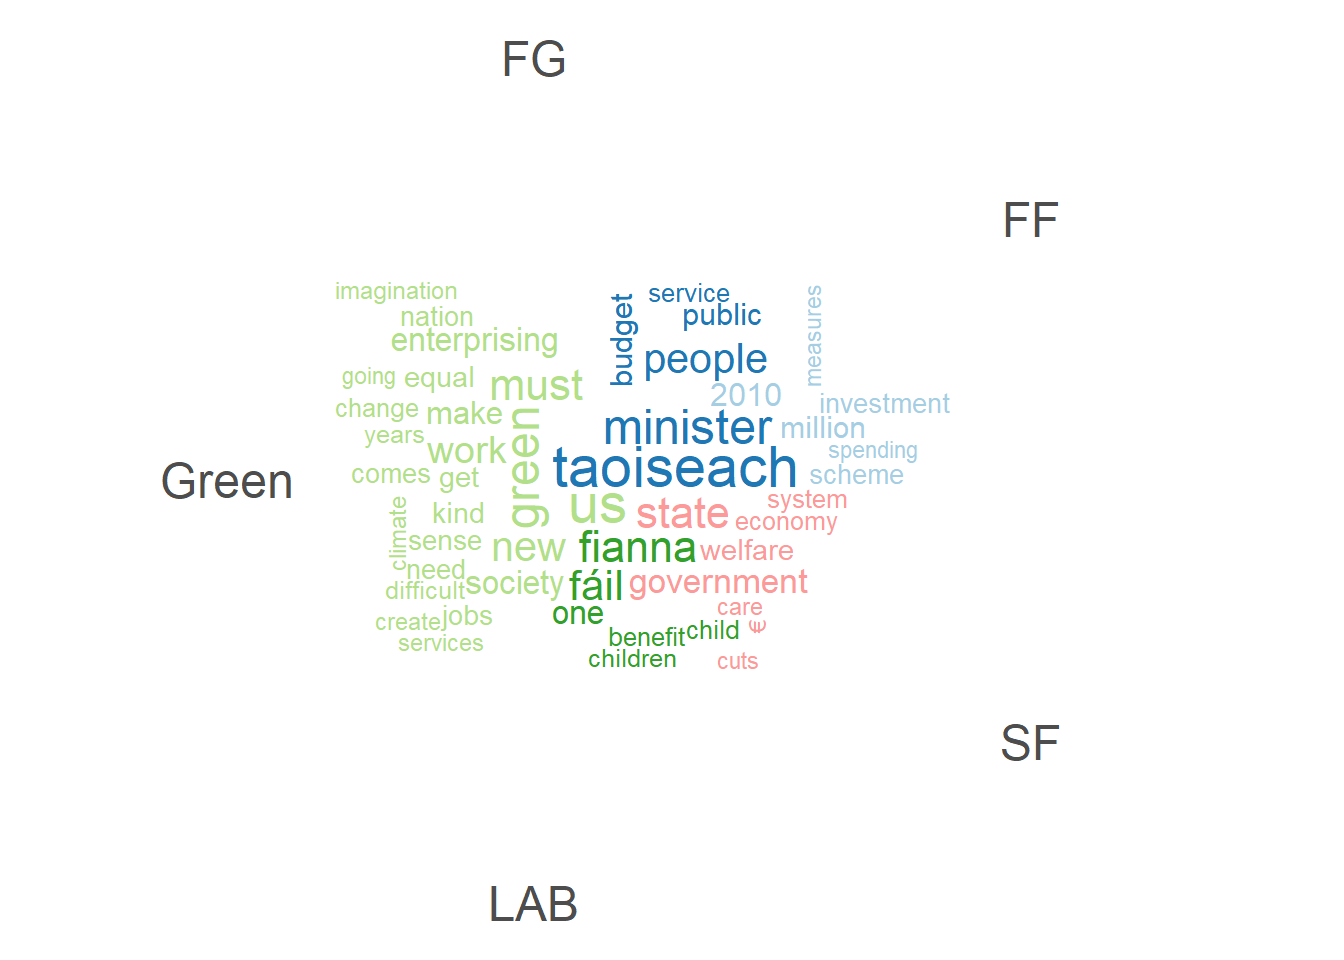 FG
FF
imagination
service
measures
budget
nation
public
enterprising
people
going
equal
must
2010
change
make
investment
minister
million
years
work
green
spending
taoiseach
comes
get
scheme
Green
us
state
system
kind
economy
climate
sense
new
fianna
welfare
need
society
fáil
government
difficult
one
care
create
jobs
benefit
child
€
services
children
cuts
SF
LAB